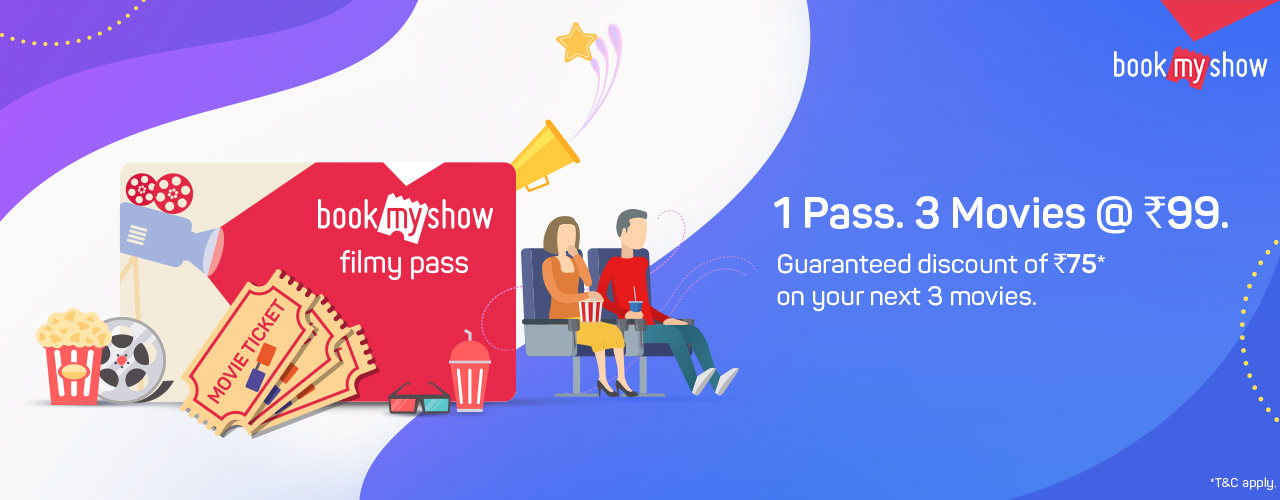 bookmyshow
filmy pass
MOVIE TICKET
bookmyshow
1 Pass. 3 Movies @ ₹99.
Guaranteed discount of ₹75*
on your next 3 movies.
*T&C apply.